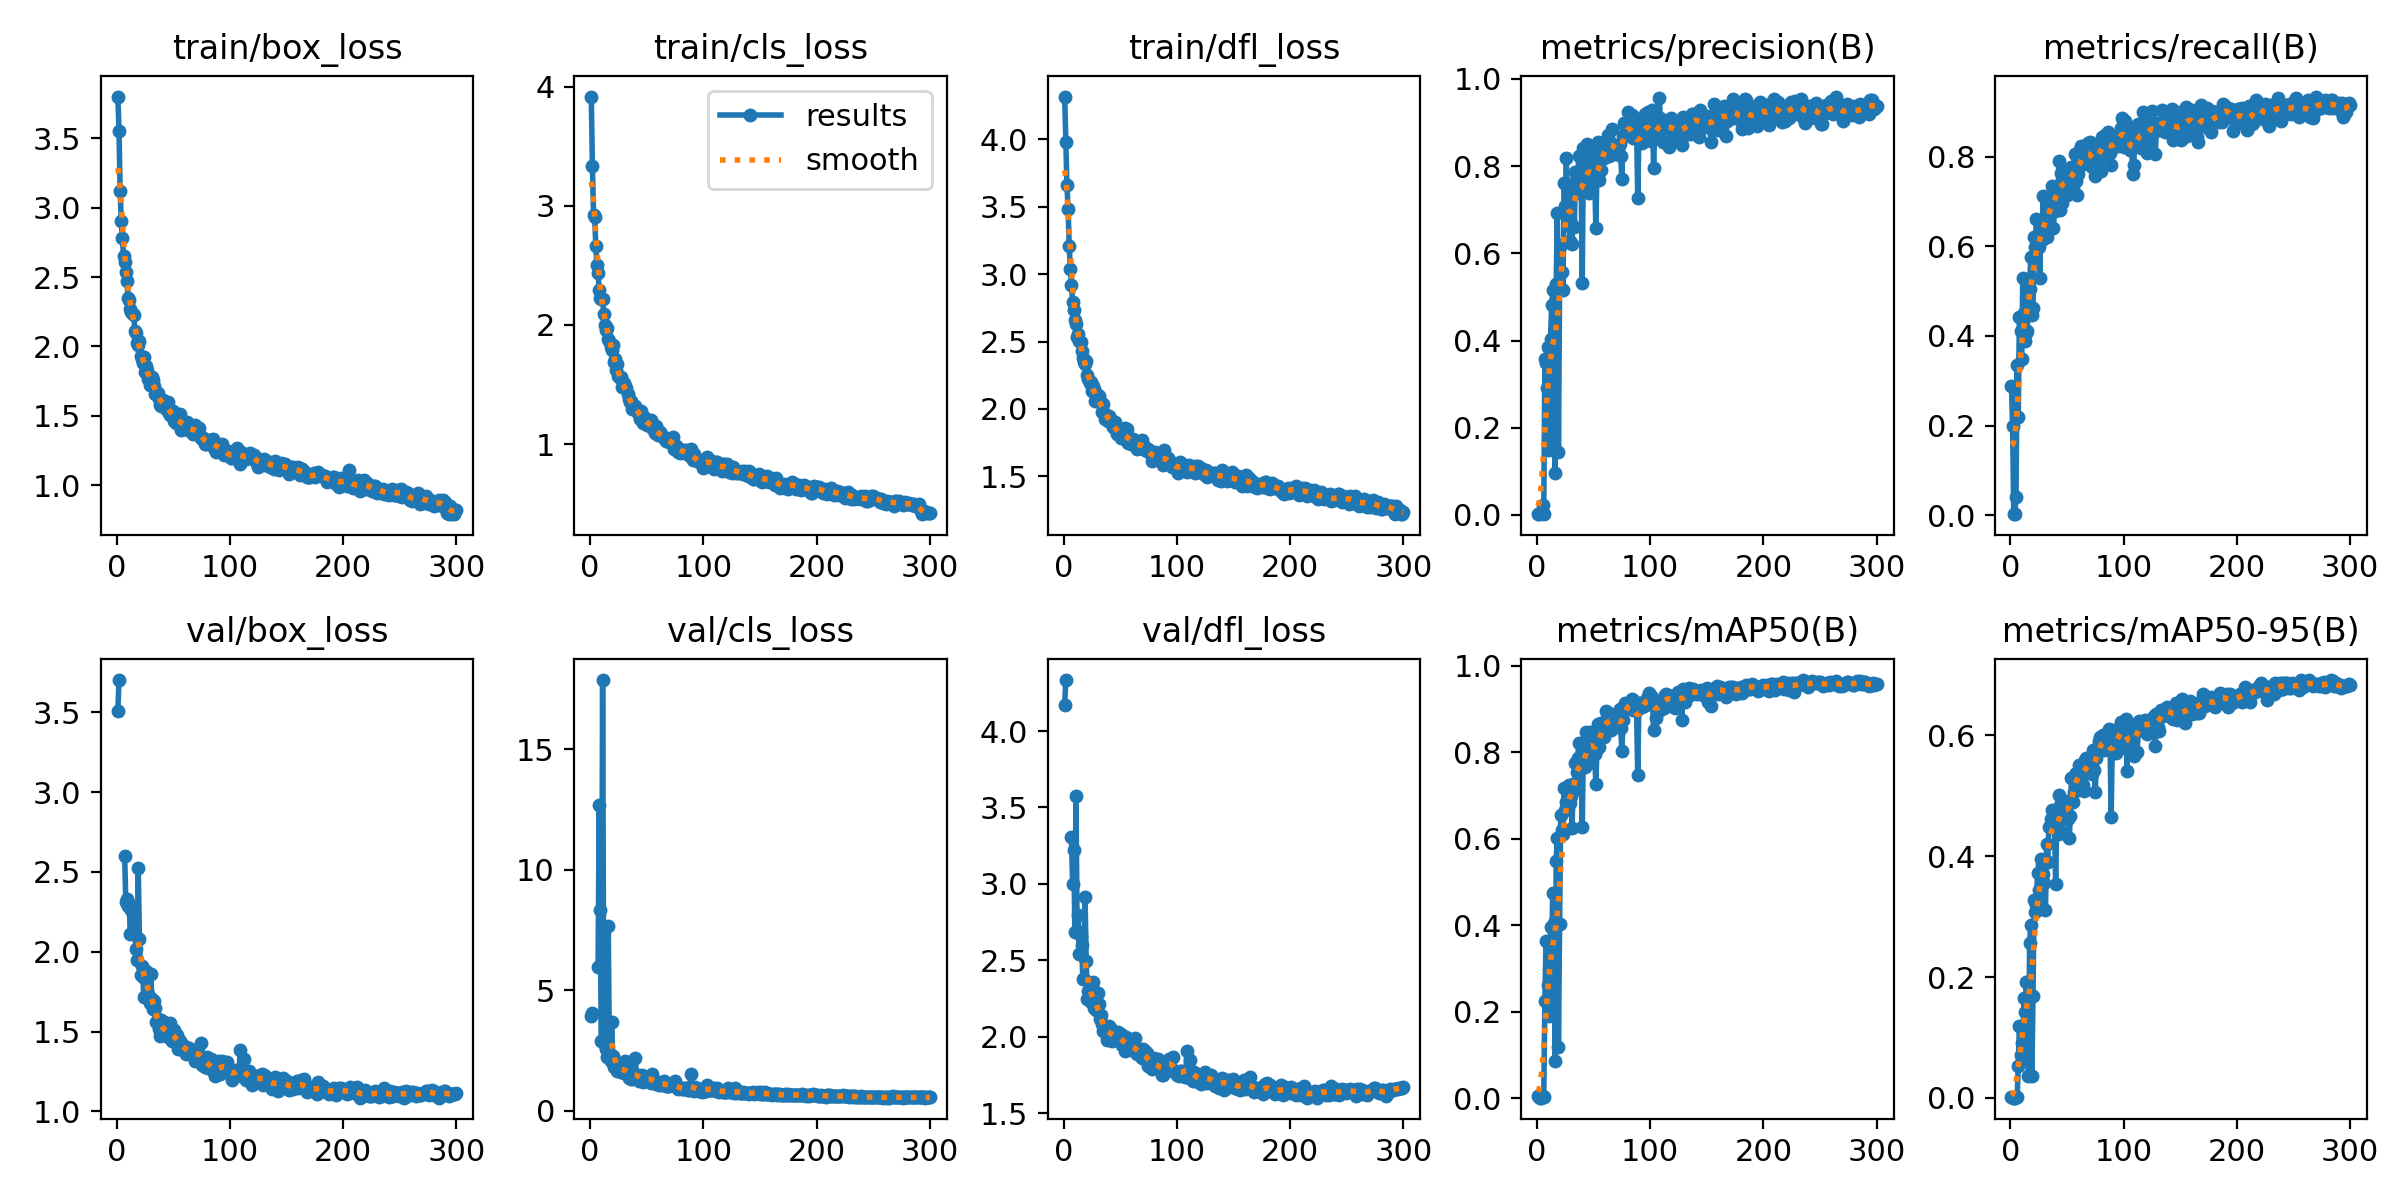 train/box_loss
3.5
3.0
2.5
2.0
1.5
1.0
0 100 200 300
train/cls_loss
results
smooth
4
3
2
1
0 100 200 300
train/dfl_loss
4.0
3.5
3.0
2.5
2.0
1.5
0 100 200 300
metrics/precision(B)
1.0
0.8
0.6
0.4
0.2
0.0
0 100 200 300
metrics/recall(B)
0.8
0.6
0.4
0.2
0.0
0 100 200 300
val/box_loss
3.5
3.0
2.5
2.0
1.5
1.0
0 100 200 300
val/cls_loss
15
10
5
0
0 100 200 300
val/dfl_loss
4.0
3.5
3.0
2.5
2.0
1.5
0 100 200 300
metrics/mAP50(B)
1.0
0.8
0.6
0.4
0.2
0.0
0 100 200 300
metrics/mAP50-95(B)
0.6
0.4
0.2
0.0
0 100 200 300